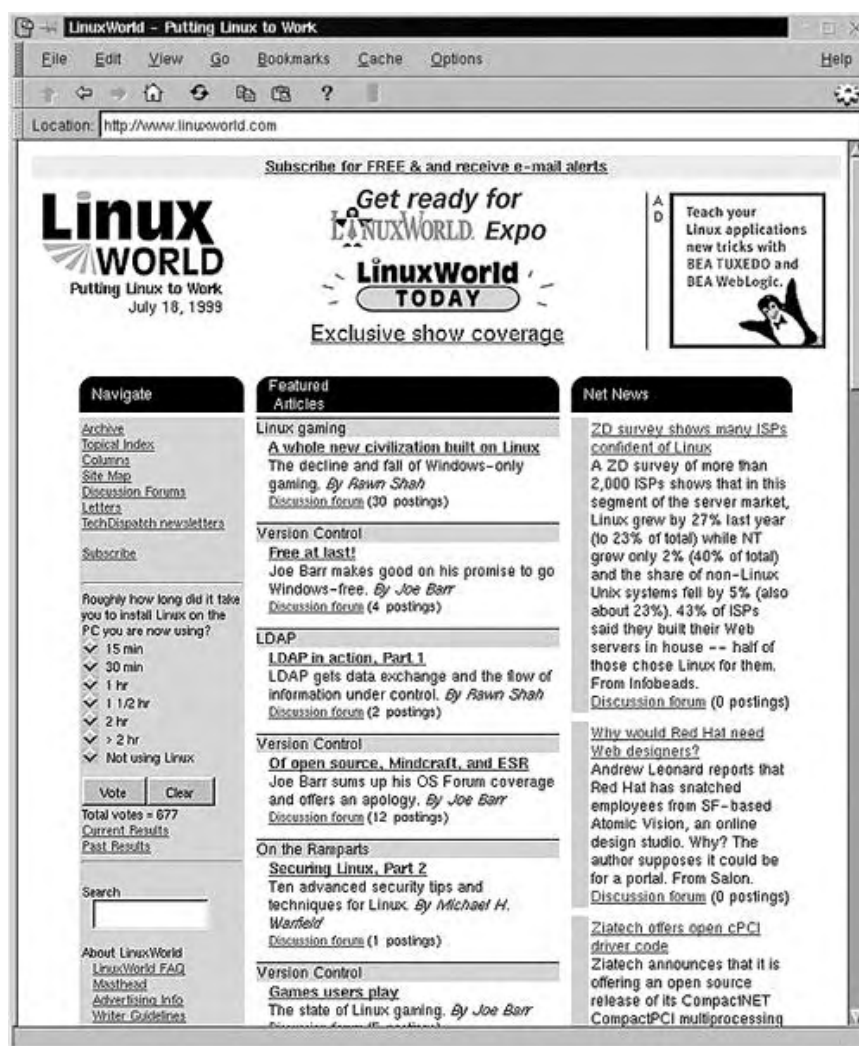 LinuxWorld - Putting Linux to Work
File Edit View Go Bookmarks Cache Options Help
?
Location: http://www.linuxworld.com
Subscribe for FREE & and receive e-mail alerts
Linux
WORLD
Putting Linux to Work
July 18, 1999
Get ready for
LINUXWORLD. Expo
LinuxWorld
TODAY
Exclusive show coverage
AD
Teach your
Linux applications
new tricks with
BEA TUXEDO and
BEA WebLogic.
Navigate
Archive
Topical Index
Columns
Site Map
Discussion Forums
Letters
TechDispatch newsletters
Subscribe
Roughly how long did it take
you to install Linux on the
PC you are now using?
15 min
30 min
1 hr
1 1/2 hr
2 hr
> 2 hr
Not using Linux
Vote Clear
Total votes = 677
Current Results
Past Results
Search
About LinuxWorld
LinuxWorld FAQ
Masthead
Advertising Info
Writer Guidelines
Featured
Articles
Linux gaming
A whole new civilization built on Linux
The decline and fall of Windows-only
gaming. By Rawn Shah
Discussion forum (30 postings)
Version Control
Free at last!
Joe Barr makes good on his promise to go
Windows-free. By Joe Barr
Discussion forum (4 postings)
LDAP
LDAP in action, Part 1
LDAP gets data exchange and the flow of
information under control. By Rawn Shah
Discussion forum (2 postings)
Version Control
Of open source, Mindcraft, and ESR
Joe Barr sums up his OS Forum coverage
and offers an apology. By Joe Barr
Discussion forum (12 postings)
On the Ramparts
Securing Linux, Part 2
Ten advanced security tips and
techniques for Linux. By Michael H.
Warfield
Discussion forum (1 postings)
Version Control
Games users play
The state of Linux gaming. By Joe Barr
Net News
ZD survey shows many ISPs
confident of Linux
A ZD survey of more than
2,000 ISPs shows that in this
segment of the server market,
Linux grew by 27% last year
(to 23% of total) while NT
grew only 2% (40% of total)
and the share of non-Linux
Unix systems fell by 5% (also
about 23%). 43% of ISPs
said they built their Web
servers in house -- half of
those chose Linux for them.
From Infobeads.
Discussion forum (0 postings)
Why would Red Hat need
Web designers?
Andrew Leonard reports that
Red Hat has snatched
employees from SF-based
Atomic Vision, an online
design studio. Why? The
author supposes it could be
for a portal. From Salon.
Discussion forum (0 postings)
Ziatech offers open cPCI
driver code
Ziatech announces that it is
offering an open source
release of its CompactNET
CompactPCI multiprocessing